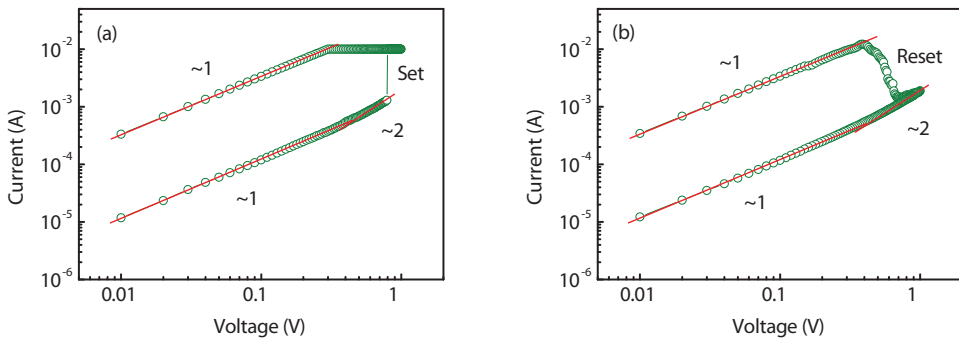 (a)
10⁻²
10⁻³
10⁻⁴
10⁻⁵
10⁻⁶
Current (A)
~1
Set
~2
~1
0.01
0.1
1
Voltage (V)
(b)
10⁻²
10⁻³
10⁻⁴
10⁻⁵
10⁻⁶
Current (A)
~1
Reset
~2
~1
0.01
0.1
1
Voltage (V)